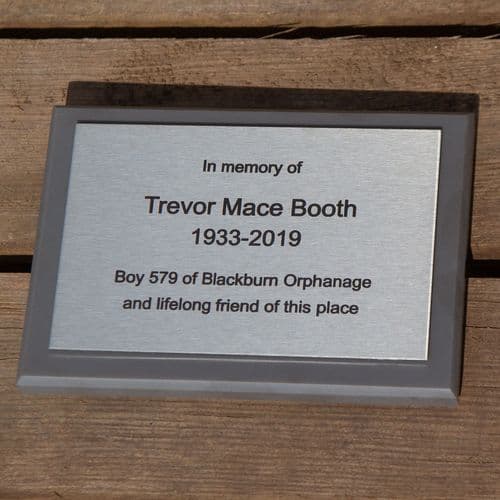 In memory of
Trevor Mace Booth
1933-2019
Boy 579 of Blackburn Orphanage
and lifelong friend of this place